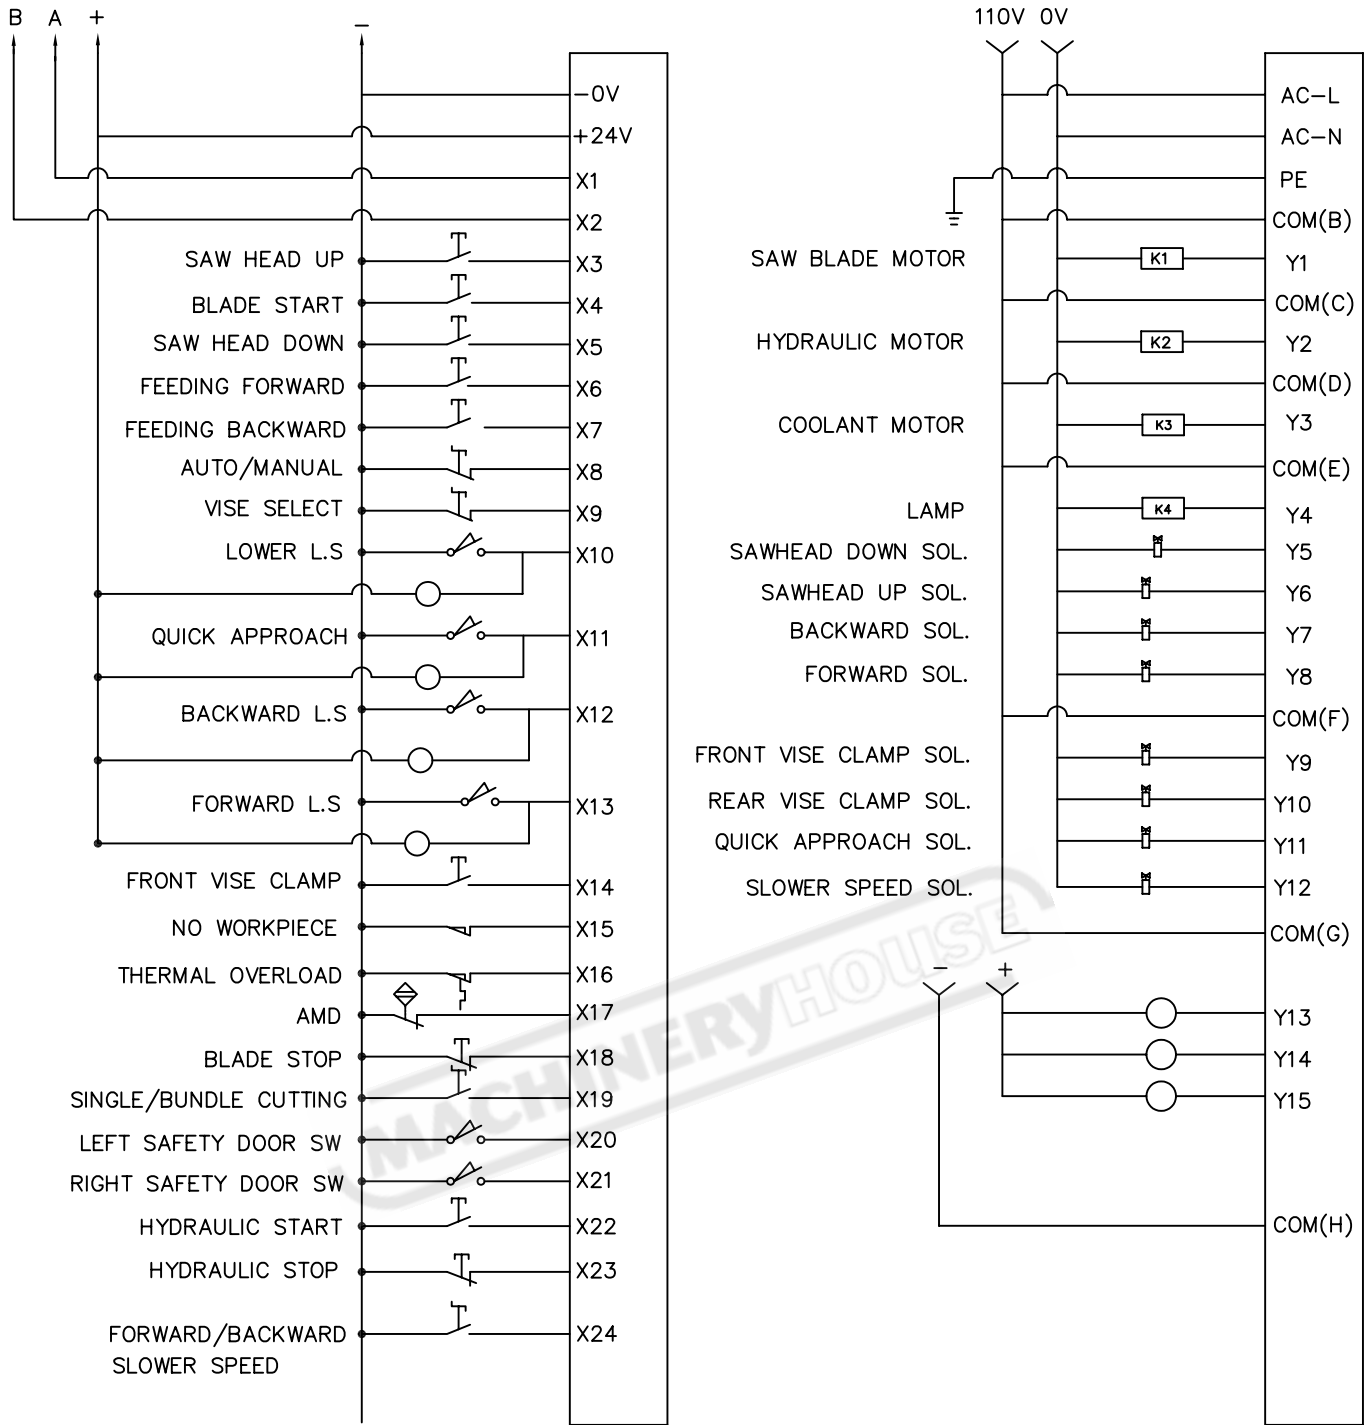 B A + −
−0V
+24V
X1
X2
SAW HEAD UP X3
BLADE START X4
SAW HEAD DOWN X5
FEEDING FORWARD X6
FEEDING BACKWARD X7
AUTO/MANUAL X8
VISE SELECT X9
LOWER L.S X10
QUICK APPROACH X11
BACKWARD L.S X12
FORWARD L.S X13
FRONT VISE CLAMP X14
NO WORKPIECE X15
THERMAL OVERLOAD X16
AMD X17
BLADE STOP X18
SINGLE/BUNDLE CUTTING X19
LEFT SAFETY DOOR SW X20
RIGHT SAFETY DOOR SW X21
HYDRAULIC START X22
HYDRAULIC STOP X23
FORWARD/BACKWARD X24
SLOWER SPEED
110V 0V
AC−L
AC−N
PE
COM(B)
SAW BLADE MOTOR K1 Y1
COM(C)
HYDRAULIC MOTOR K2 Y2
COM(D)
COOLANT MOTOR K3 Y3
COM(E)
LAMP K4 Y4
SAWHEAD DOWN SOL. Y5
SAWHEAD UP SOL. Y6
BACKWARD SOL. Y7
FORWARD SOL. Y8
COM(F)
FRONT VISE CLAMP SOL. Y9
REAR VISE CLAMP SOL. Y10
QUICK APPROACH SOL. Y11
SLOWER SPEED SOL. Y12
COM(G)
− +
Y13
Y14
Y15
COM(H)
MACHINERYHOUSE